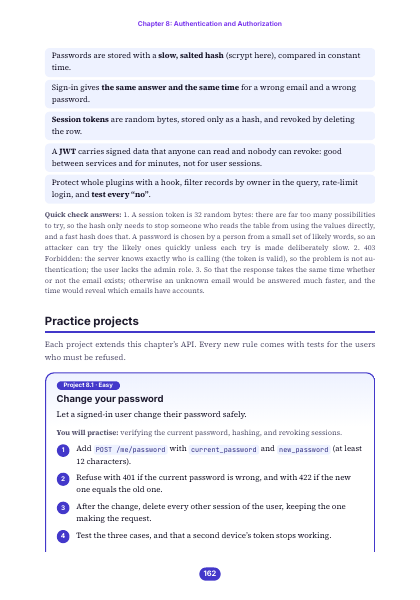 Chapter 8: Authentication and Authorization
Passwords are stored with a slow, salted hash (scrypt here), compared in constant
time.
Sign-in gives the same answer and the same time for a wrong email and a wrong
password.
Session tokens are random bytes, stored only as a hash, and revoked by deleting
the row.
A JWT carries signed data that anyone can read and nobody can revoke: good
between services and for minutes, not for user sessions.
Protect whole plugins with a hook, filter records by owner in the query, rate-limit
login, and test every “no”.
Quick check answers: 1. A session token is 32 random bytes: there are far too many possibilities
to try, so the hash only needs to stop someone who reads the table from using the values directly,
and a fast hash does that. A password is chosen by a person from a small set of likely words, so an
attacker can try the likely ones quickly unless each try is made deliberately slow. 2. 403
Forbidden: the server knows exactly who is calling (the token is valid), so the problem is not au-
thentication; the user lacks the admin role. 3. So that the response takes the same time whether
or not the email exists; otherwise an unknown email would be answered much faster, and the
time would reveal which emails have accounts.
Practice projects
Each project extends this chapter’s API. Every new rule comes with tests for the users
who must be refused.
Project 8.1 · Easy
Change your password
Let a signed-in user change their password safely.
You will practise: verifying the current password, hashing, and revoking sessions.
1 Add POST /me/password with current_password and new_password (at least
12 characters).
2 Refuse with 401 if the current password is wrong, and with 422 if the new
one equals the old one.
3 After the change, delete every other session of the user, keeping the one
making the request.
4 Test the three cases, and that a second device’s token stops working.
162